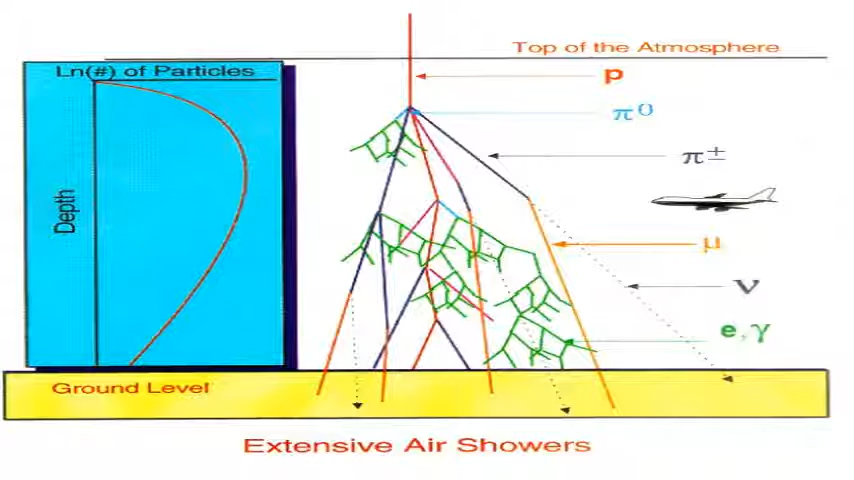 Top of the Atmosphere
Ln(#) of Particles
p
π0
π±
Depth
μ
ν
e,γ
Ground Level
Extensive Air Showers